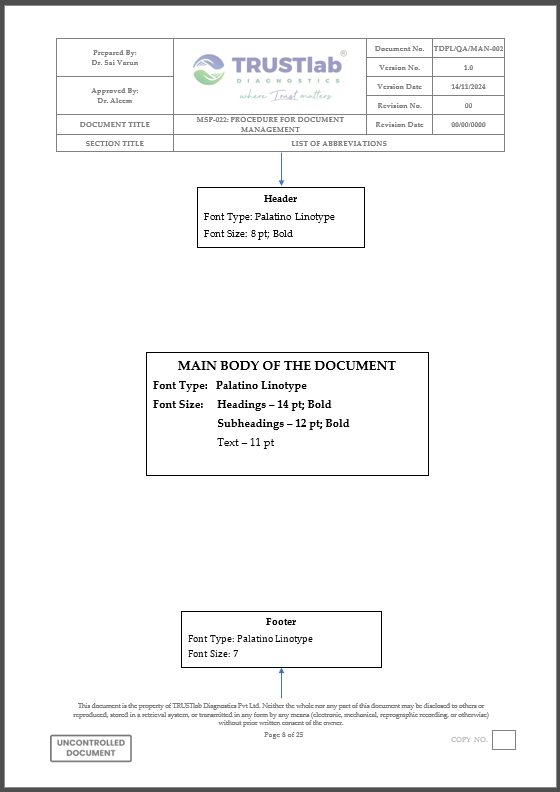 Prepared By:
Dr. Sai Varun
Approved By:
Dr. Aleem
TRUSTlab®
DIAGNOSTICS
where Trust matters
Document No. TDPL/QA/MAN-002
Version No. 1.0
Version Date 14/11/2024
Revision No. 00
DOCUMENT TITLE
MSP-022: PROCEDURE FOR DOCUMENT
MANAGEMENT
Revision Date 00/00/0000
SECTION TITLE LIST OF ABBREVIATIONS
Header
Font Type: Palatino Linotype
Font Size: 8 pt; Bold
MAIN BODY OF THE DOCUMENT
Font Type: Palatino Linotype
Font Size: Headings – 14 pt; Bold
Subheadings – 12 pt; Bold
Text – 11 pt
Footer
Font Type: Palatino Linotype
Font Size: 7
This document is the property of TRUSTlab Diagnostics Pvt Ltd. Neither the whole nor any part of this document may be disclosed to others or
reproduced, stored in a retrieval system, or transmitted in any form by any means (electronic, mechanical, reprographic recording, or otherwise)
without prior written consent of the owner.
Page 8 of 25
UNCONTROLLED
DOCUMENT
COPY NO.